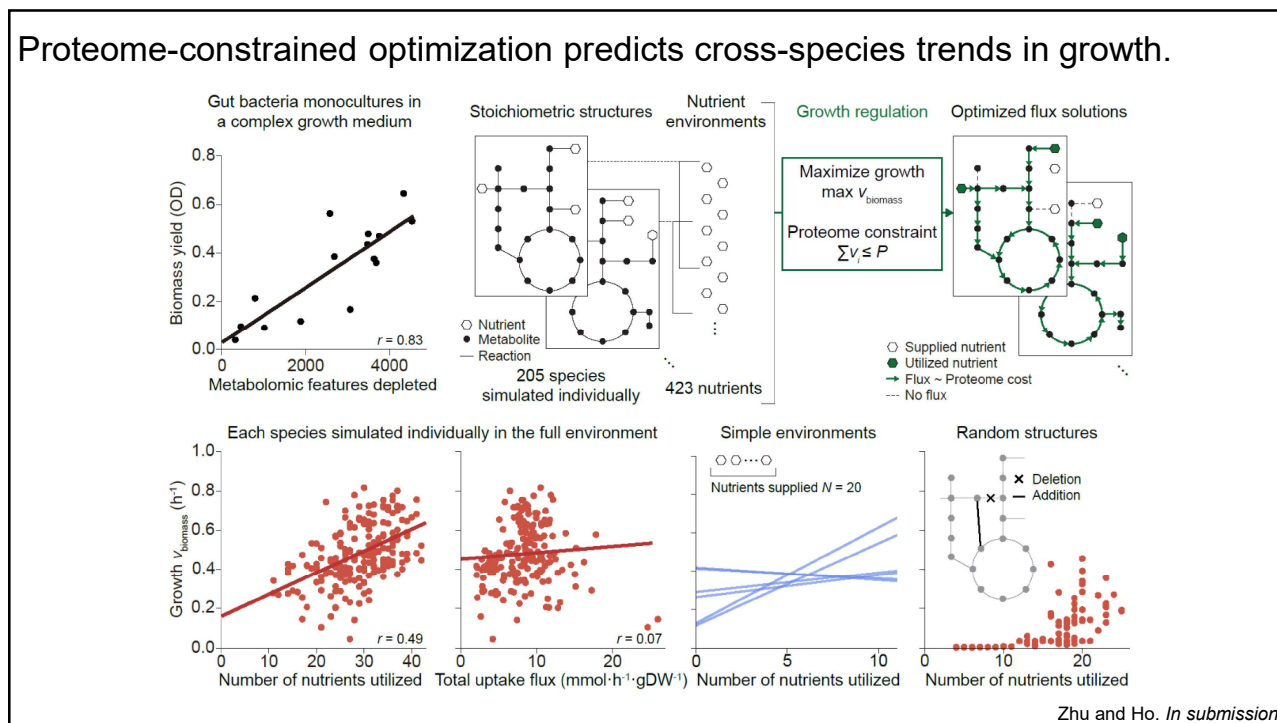 Proteome-constrained optimization predicts cross-species trends in growth.
Gut bacteria monocultures in
a complex growth medium
Biomass yield (OD)
0.8
0.6
0.4
0.2
0.0
r = 0.83
0
2000
4000
Metabolomic features depleted
Stoichiometric structures
Nutrient
Metabolite
Reaction
205 species
simulated individually
Nutrient
environments
423 nutrients
Growth regulation
Maximize growth
max v_biomass
Proteome constraint
∑v_i ≤ P
Optimized flux solutions
Supplied nutrient
Utilized nutrient
Flux ~ Proteome cost
No flux
Each species simulated individually in the full environment
Growth v_biomass (h⁻¹)
1.0
0.8
0.6
0.4
0.2
0.0
r = 0.49
0
10
20
30
40
Number of nutrients utilized
r = 0.07
0
10
20
Total uptake flux (mmol·h⁻¹·gDW⁻¹)
Simple environments
Nutrients supplied N = 20
0
5
10
Number of nutrients utilized
Random structures
Deletion
Addition
0
10
20
Number of nutrients utilized
Zhu and Ho. In submission